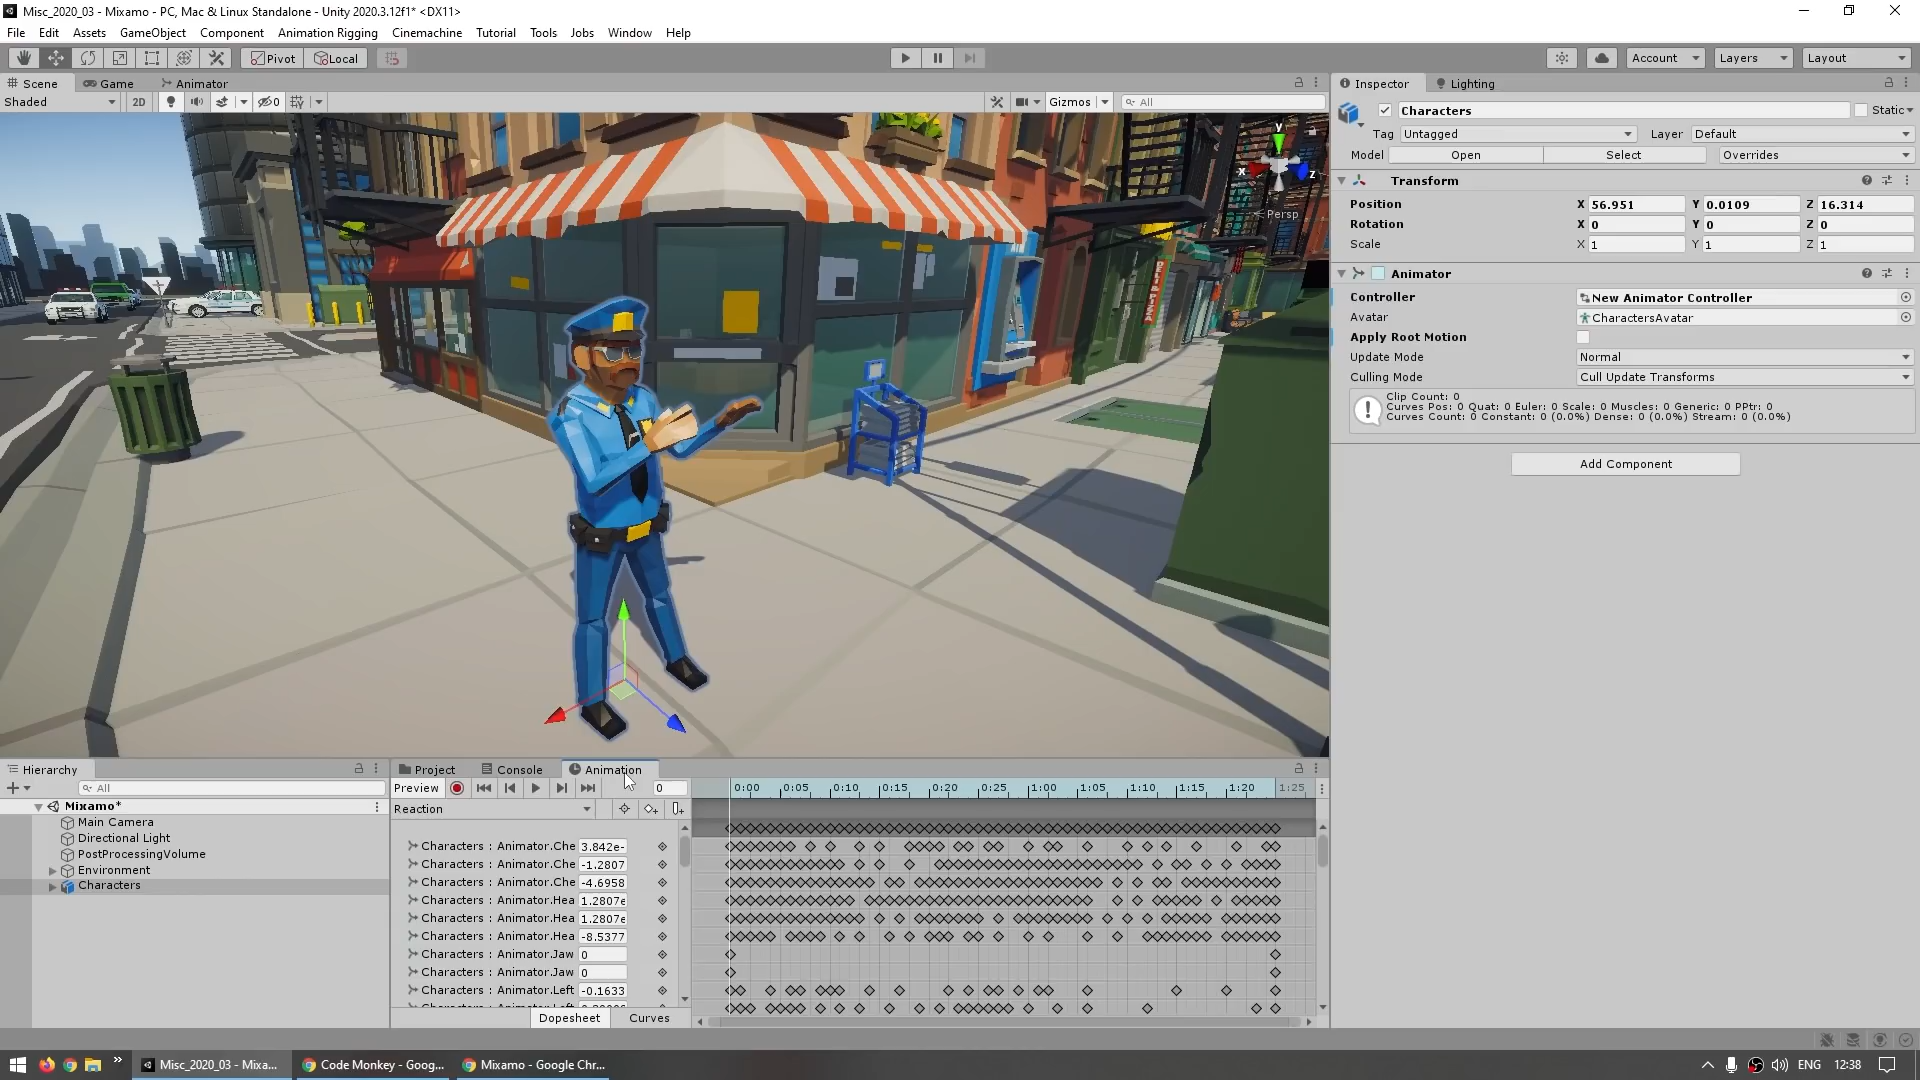 Misc_2020_03 - Mixamo - PC, Mac & Linux Standalone - Unity 2020.3.12f1* <DX11>
File Edit Assets GameObject Component Animation Rigging Cinemachine Tutorial Tools Jobs Window Help
Pivot Local Account Layers Layout
Scene Game Animator
Shaded 2D 0 Gizmos All
y
x
z
Persp
DELI & PIZZA
Inspector Lighting
Characters Static
Tag Untagged Layer Default
Model Open Select Overrides
Transform
Position X 56.951 Y 0.0109 Z 16.314
Rotation X 0 Y 0 Z 0
Scale X 1 Y 1 Z 1
Animator
Controller New Animator Controller
Avatar CharactersAvatar
Apply Root Motion
Update Mode Normal
Culling Mode Cull Update Transforms
Clip Count: 0
Curves Pos: 0 Quat: 0 Euler: 0 Scale: 0 Muscles: 0 Generic: 0 PPtr: 0
Curves Count: 0 Constant: 0 (0.0%) Dense: 0 (0.0%) Stream: 0 (0.0%)
Add Component
Hierarchy
All
Mixamo*
Main Camera
Directional Light
PostProcessingVolume
Environment
Characters
Project Console Animation
Preview 0 0:00 0:05 0:10 0:15 0:20 0:25 1:00 1:05 1:10 1:15 1:20 1:25
Reaction
Characters : Animator.Che 3.842e-
Characters : Animator.Che -1.2807
Characters : Animator.Che -4.6958
Characters : Animator.Hea 1.2807e
Characters : Animator.Hea 1.2807e
Characters : Animator.Hea -8.5377
Characters : Animator.Jaw 0
Characters : Animator.Jaw 0
Characters : Animator.Left -0.1633
Characters : Animator.Left
Dopesheet Curves
Misc_2020_03 - Mixa... Code Monkey - Goog... Mixamo - Google Chr... ENG 12:38